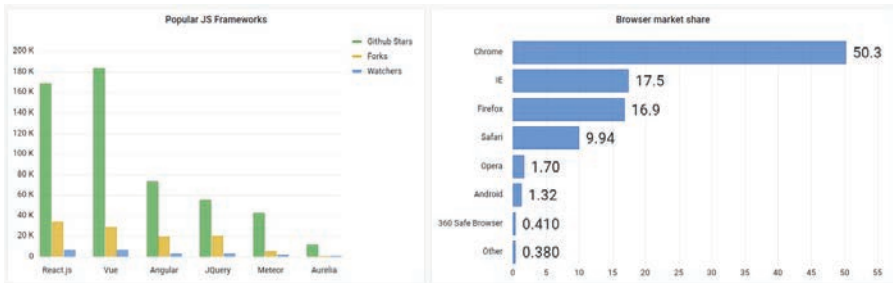 Popular JS Frameworks
Github Stars
Forks
Watchers
200 K
180 K
160 K
140 K
120 K
100 K
80 K
60 K
40 K
20 K
0
React.js Vue Angular JQuery Meteor Aurelia
Browser market share
Chrome 50.3
IE 17.5
Firefox 16.9
Safari 9.94
Opera 1.70
Android 1.32
360 Safe Browser 0.410
Other 0.380
0 5 10 15 20 25 30 35 40 45 50 55